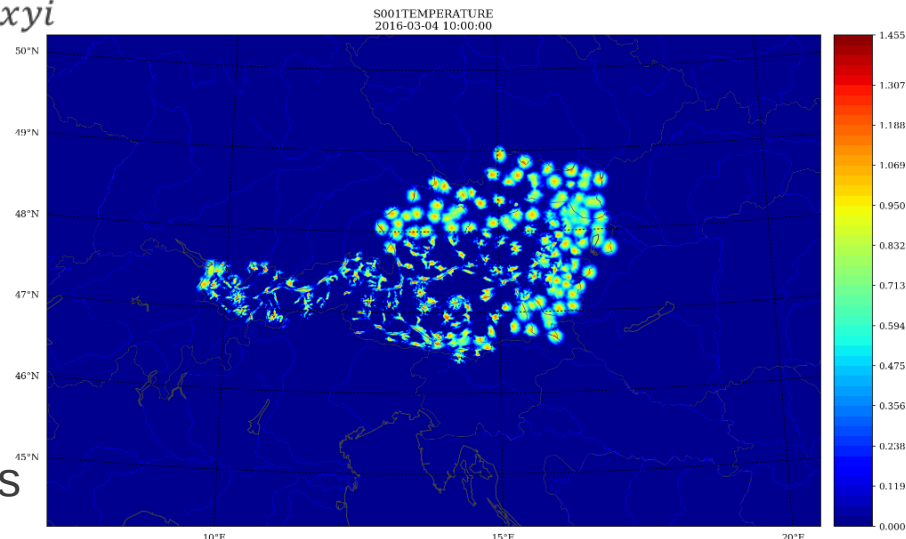 xyi
S001TEMPERATURE
2016-03-04 10:00:00
50°N
49°N
48°N
47°N
46°N
45°N
S
10°E
15°E
20°E
1.455
1.307
1.188
1.069
0.950
0.832
0.713
0.594
0.475
0.356
0.238
0.119
0.000